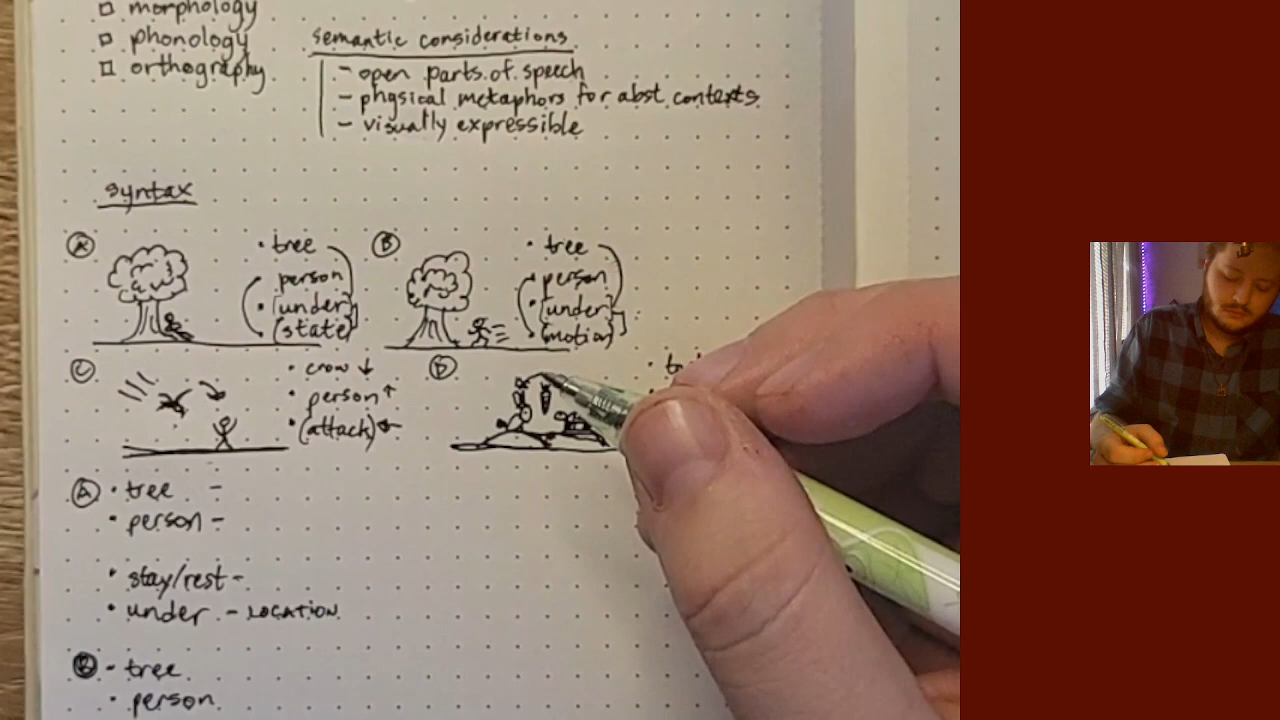 □ morphology
□ phonology
□ orthography
semantic considerations
- open parts of speech
- physical metaphors for abst contexts
- visually expressible
syntax
Ⓐ
• tree
person
• [under]
[state]
Ⓑ
• tree
• person
• [under]
[motion]
Ⓒ
• crow ↓
• person ↑
• [attack] ←
Ⓓ
Ⓐ • tree -
• person -
• stay/rest -
• under - LOCATION
Ⓑ - tree
• person